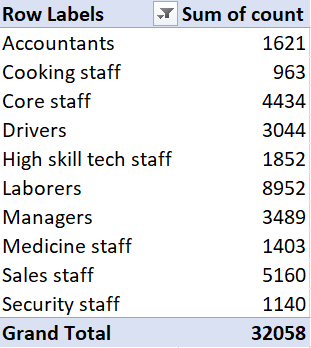 Row Labels Sum of count
Accountants 1621
Cooking staff 963
Core staff 4434
Drivers 3044
High skill tech staff 1852
Laborers 8952
Managers 3489
Medicine staff 1403
Sales staff 5160
Security staff 1140
Grand Total 32058